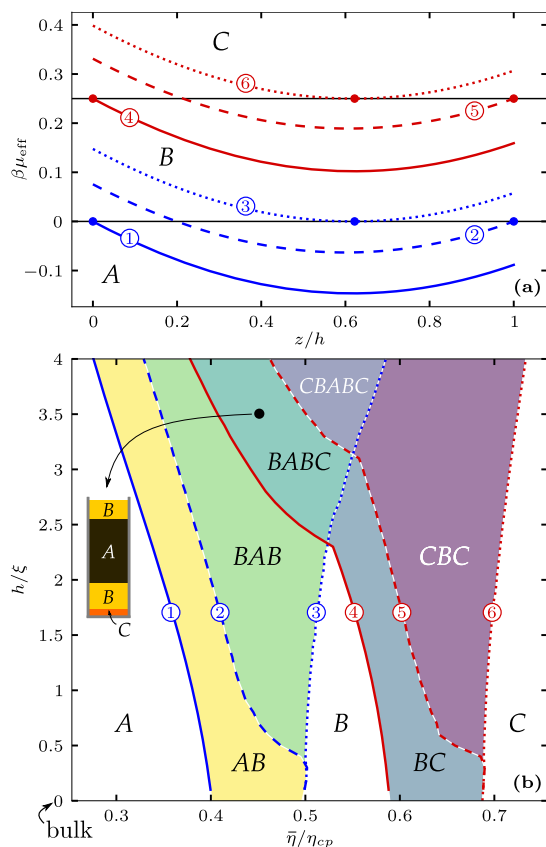 0.4
0.3
0.2
0.1
0
−0.1
βμeff
C
6
5
4
B
3
2
1
A
(a)
0 0.2 0.4 0.6 0.8 1
z/h
4
3.5
3
2.5
2
1.5
1
0.5
0
h/ξ
CBABC
BABC
B
A
B
C
BAB
CBC
1 2 3 4 5 6
A
B
C
AB
BC
(b)
bulk
0.3 0.4 0.5 0.6 0.7
η̄/ηcp